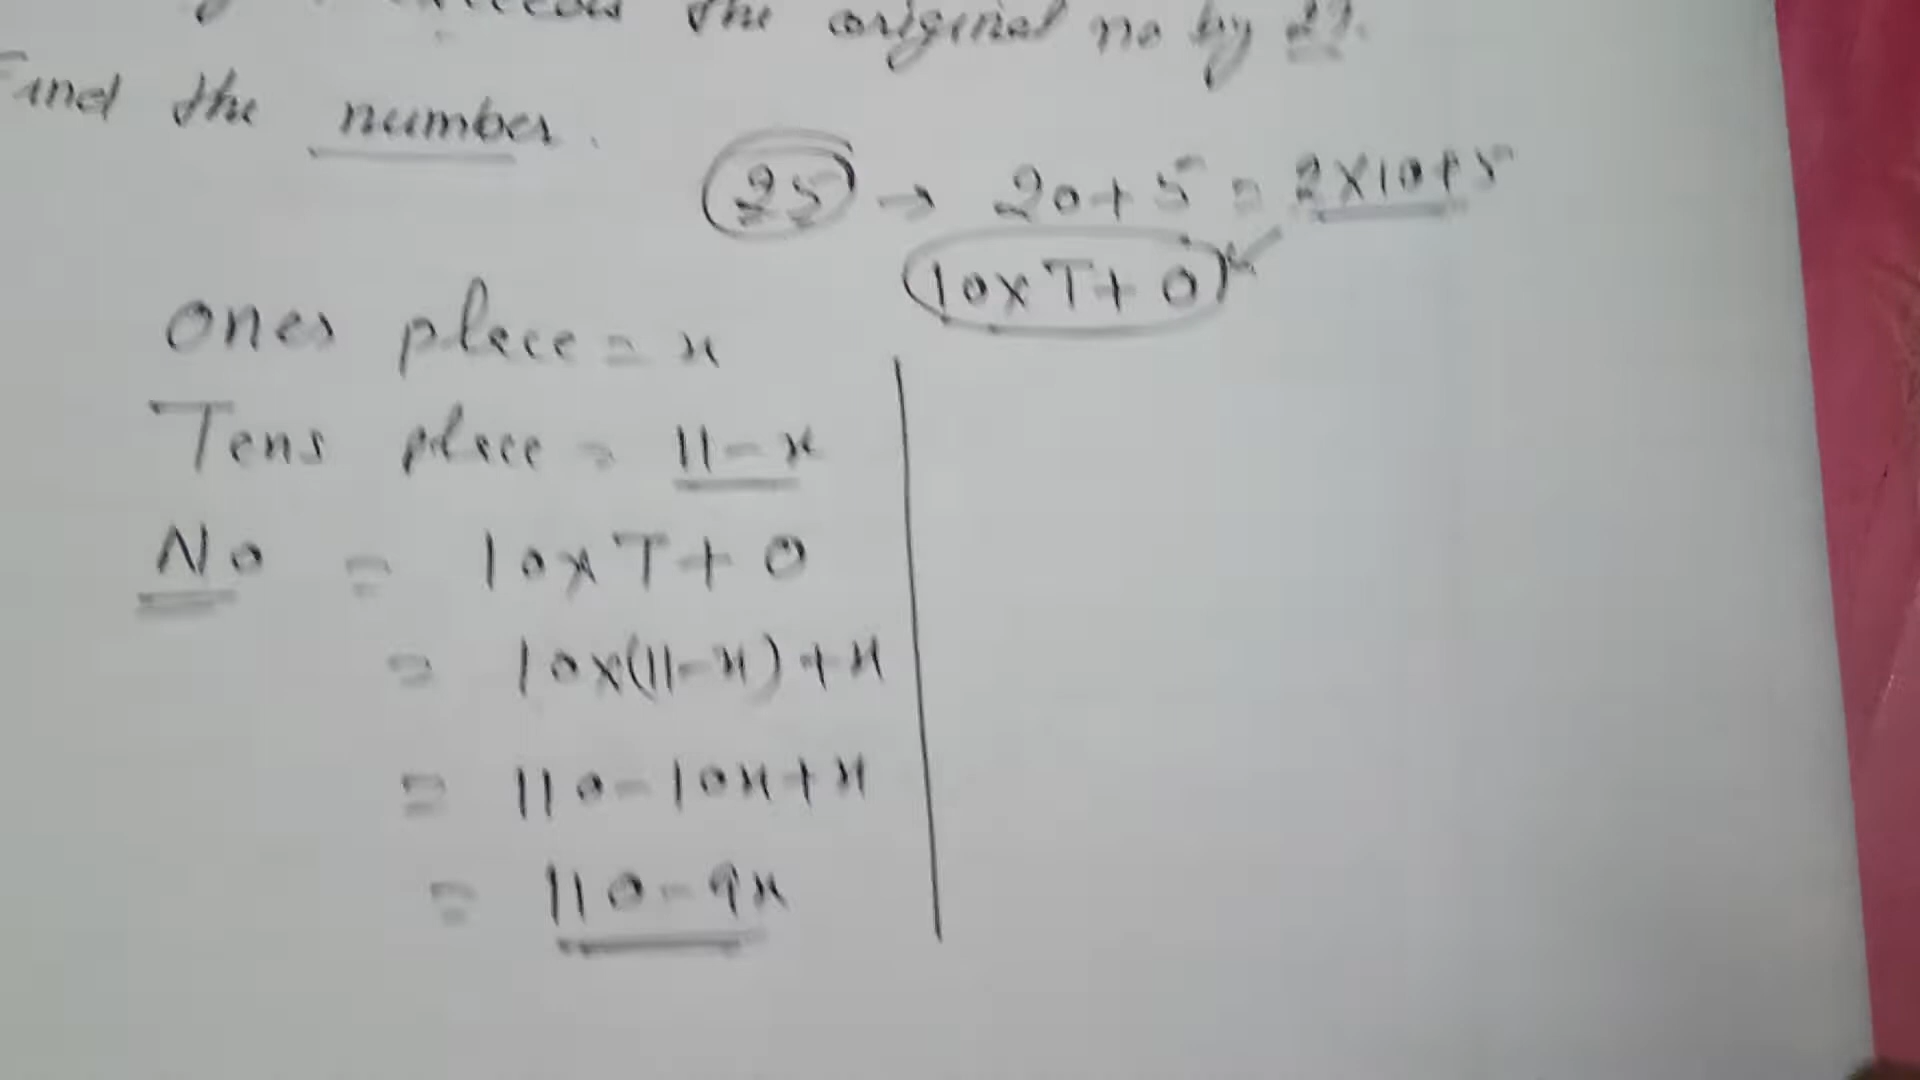 the original no by 27.
Find the number.
25 → 20+5 = 2×10+5
10×T+O
Ones place = x
Tens place = 11-x
No = 10×T+O
= 10×(11-x)+x
= 110-10x+x
= 110-9x